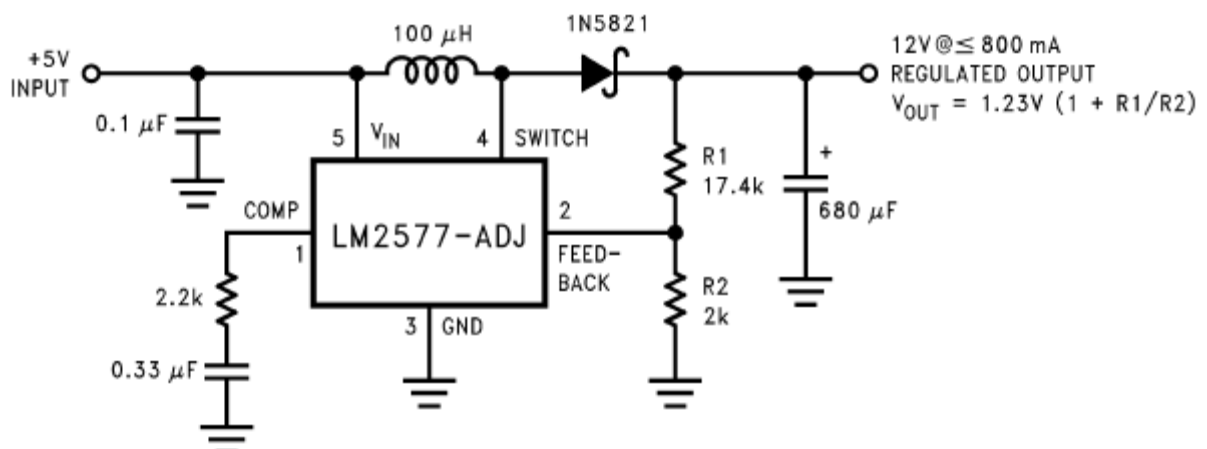 +5V
INPUT
0.1 μF
100 μH
1N5821
12V@≤ 800 mA
REGULATED OUTPUT
V_OUT = 1.23V (1 + R1/R2)
5
V_IN
4
SWITCH
COMP
1
LM2577-ADJ
2
FEED-
BACK
3
GND
2.2k
0.33 μF
R1
17.4k
R2
2k
+
680 μF